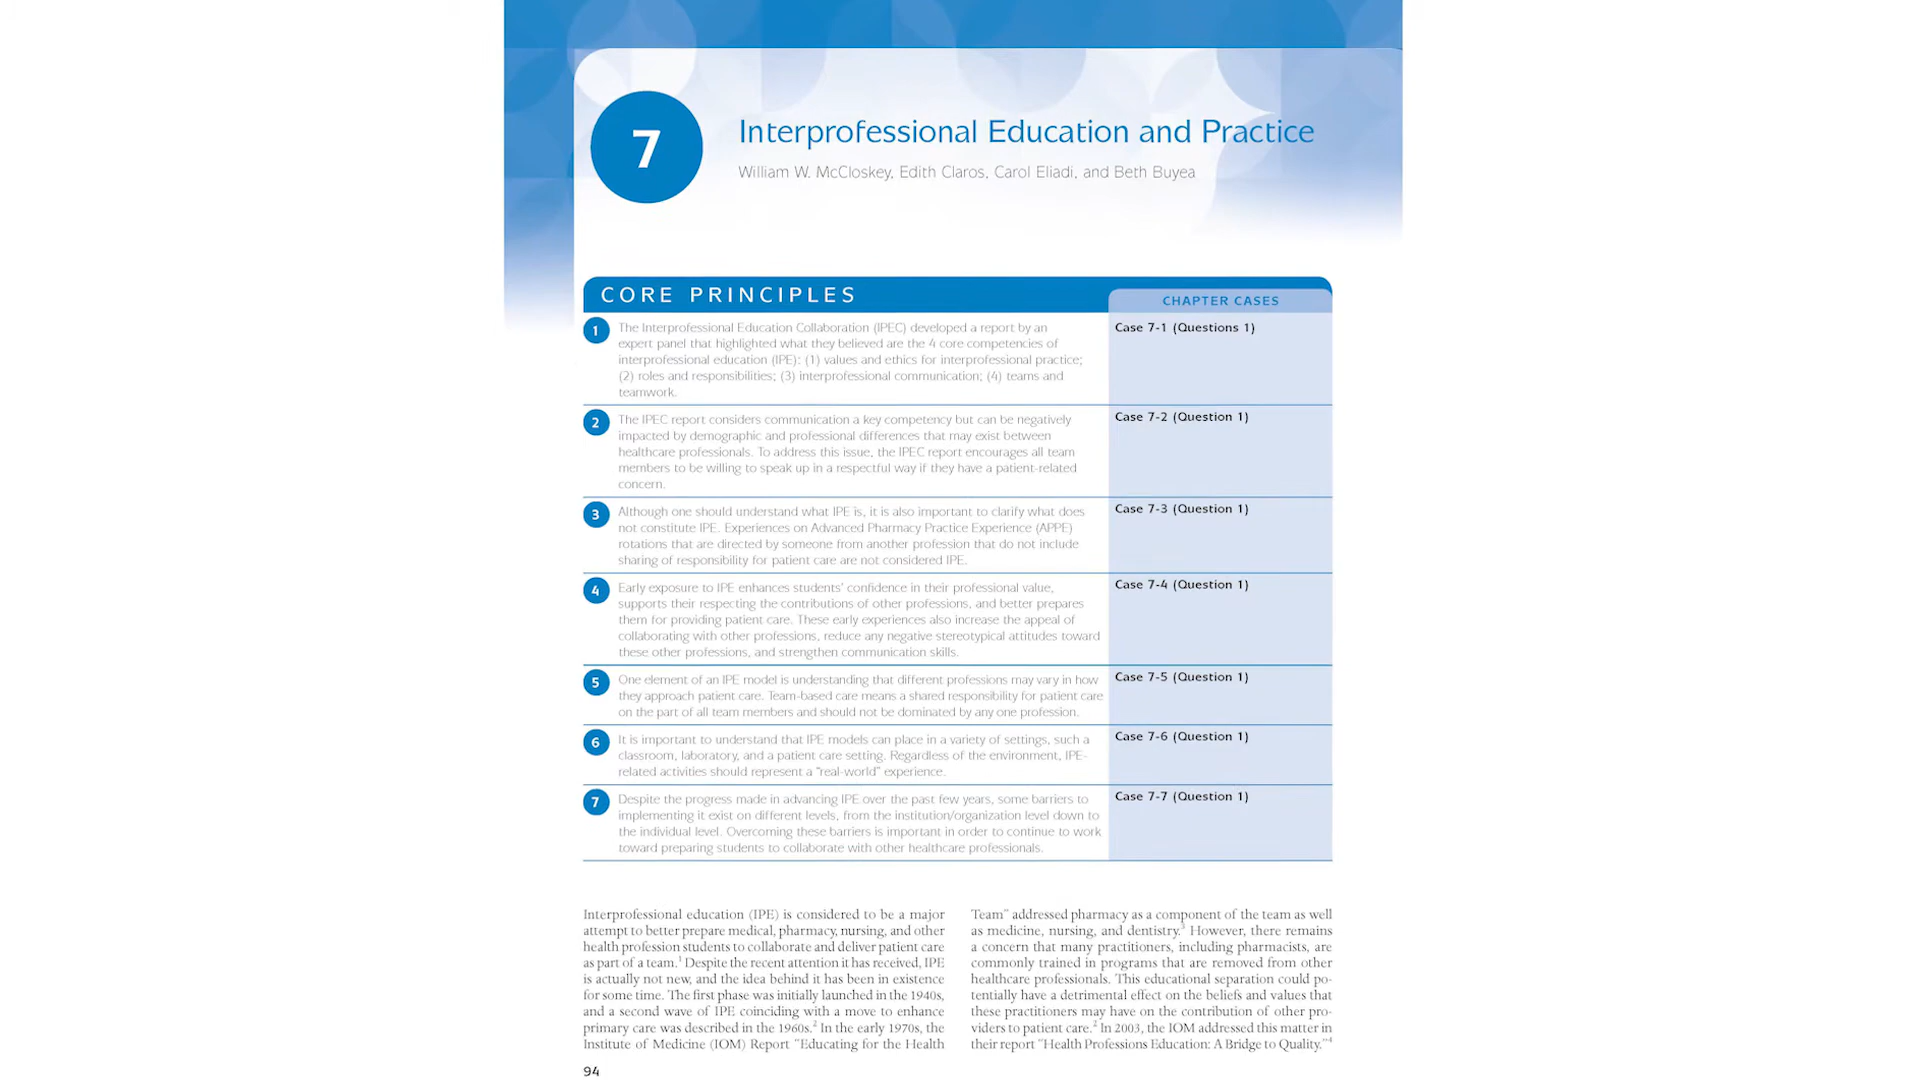 7
Interprofessional Education and Practice
William W. McCloskey, Edith Claros, Carol Eliadi, and Beth Buyea
CORE PRINCIPLES
CHAPTER CASES
1
The Interprofessional Education Collaboration (IPEC) developed a report by an
expert panel that highlighted what they believed are the 4 core competencies of
interprofessional education (IPE): (1) values and ethics for interprofessional practice;
(2) roles and responsibilities; (3) interprofessional communication; (4) teams and
teamwork.
Case 7-1 (Questions 1)
2
The IPEC report considers communication a key competency but can be negatively
impacted by demographic and professional differences that may exist between
healthcare professionals. To address this issue, the IPEC report encourages all team
members to be willing to speak up in a respectful way if they have a patient-related
concern.
Case 7-2 (Question 1)
3
Although one should understand what IPE is, it is also important to clarify what does
not constitute IPE. Experiences on Advanced Pharmacy Practice Experience (APPE)
rotations that are directed by someone from another profession that do not include
sharing of responsibility for patient care are not considered IPE.
Case 7-3 (Question 1)
4
Early exposure to IPE enhances students' confidence in their professional value,
supports their respecting the contributions of other professions, and better prepares
them for providing patient care. These early experiences also increase the appeal of
collaborating with other professions, reduce any negative stereotypical attitudes toward
these other professions, and strengthen communication skills.
Case 7-4 (Question 1)
5
One element of an IPE model is understanding that different professions may vary in how
they approach patient care. Team-based care means a shared responsibility for patient care
on the part of all team members and should not be dominated by any one profession.
Case 7-5 (Question 1)
6
It is important to understand that IPE models can place in a variety of settings, such a
classroom, laboratory, and a patient care setting. Regardless of the environment, IPE-
related activities should represent a "real-world" experience.
Case 7-6 (Question 1)
7
Despite the progress made in advancing IPE over the past few years, some barriers to
implementing it exist on different levels, from the institution/organization level down to
the individual level. Overcoming these barriers is important in order to continue to work
toward preparing students to collaborate with other healthcare professionals.
Case 7-7 (Question 1)
Interprofessional education (IPE) is considered to be a major
attempt to better prepare medical, pharmacy, nursing, and other
health profession students to collaborate and deliver patient care
as part of a team.1 Despite the recent attention it has received, IPE
is actually not new, and the idea behind it has been in existence
for some time. The first phase was initially launched in the 1940s,
and a second wave of IPE coinciding with a move to enhance
primary care was described in the 1960s.2 In the early 1970s, the
Institute of Medicine (IOM) Report "Educating for the Health
Team" addressed pharmacy as a component of the team as well
as medicine, nursing, and dentistry.3 However, there remains
a concern that many practitioners, including pharmacists, are
commonly trained in programs that are removed from other
healthcare professionals. This educational separation could po-
tentially have a detrimental effect on the beliefs and values that
these practitioners may have on the contribution of other pro-
viders to patient care.2 In 2003, the IOM addressed this matter in
their report "Health Professions Education: A Bridge to Quality."4
94